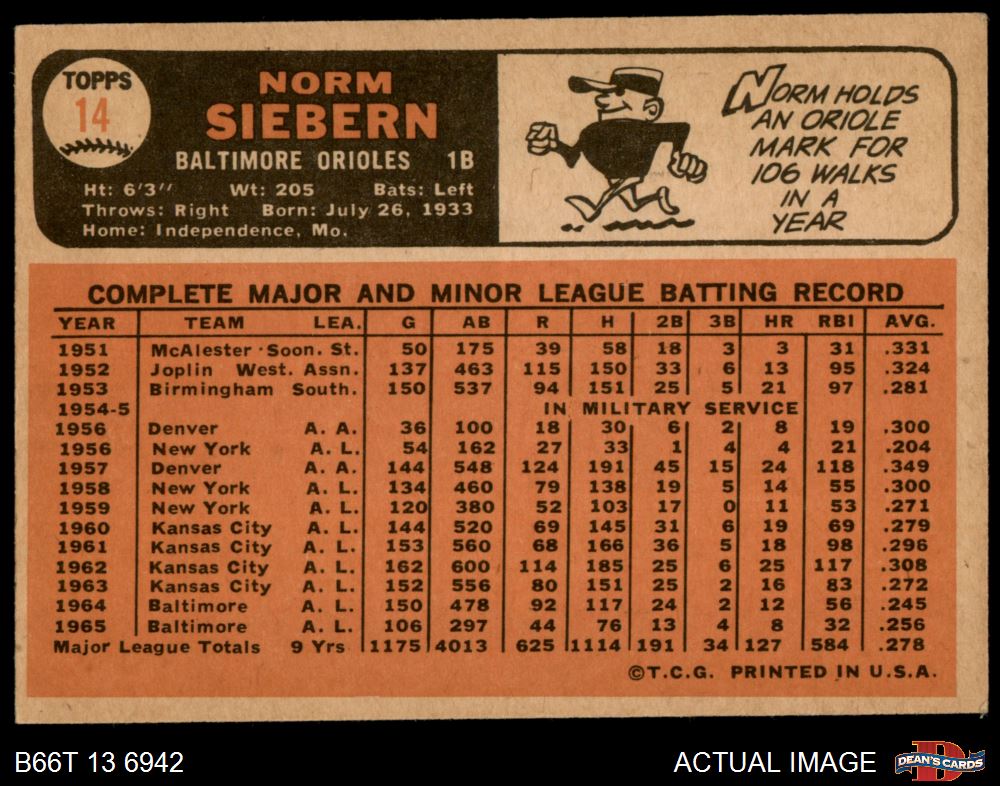 TOPPS
14
NORM
SIEBERN
BALTIMORE ORIOLES 1B
Ht: 6'3" Wt: 205 Bats: Left
Throws: Right Born: July 26, 1933
Home: Independence, Mo.
NORM HOLDS
AN ORIOLE
MARK FOR
106 WALKS
IN A
YEAR
COMPLETE MAJOR AND MINOR LEAGUE BATTING RECORD
YEAR TEAM LEA. G AB R H 2B 3B HR RBI AVG.
1951 McAlester Soon. St. 50 175 39 58 18 3 3 31 .331
1952 Joplin West. Assn. 137 463 115 150 33 6 13 95 .324
1953 Birmingham South. 150 537 94 151 25 5 21 97 .281
1954-5 IN MILITARY SERVICE
1956 Denver A. A. 36 100 18 30 6 2 8 19 .300
1956 New York A. L. 54 162 27 33 1 4 4 21 .204
1957 Denver A. A. 144 548 124 191 45 15 24 118 .349
1958 New York A. L. 134 460 79 138 19 5 14 55 .300
1959 New York A. L. 120 380 52 103 17 0 11 53 .271
1960 Kansas City A. L. 144 520 69 145 31 6 19 69 .279
1961 Kansas City A. L. 153 560 68 166 36 5 18 98 .296
1962 Kansas City A. L. 162 600 114 185 25 6 25 117 .308
1963 Kansas City A. L. 152 556 80 151 25 2 16 83 .272
1964 Baltimore A. L. 150 478 92 117 24 2 12 56 .245
1965 Baltimore A. L. 106 297 44 76 13 4 8 32 .256
Major League Totals 9 Yrs 1175 4013 625 1114 191 34 127 584 .278
©T.C.G. PRINTED IN U.S.A.
B66T 13 6942
ACTUAL IMAGE
DEAN'S CARDS